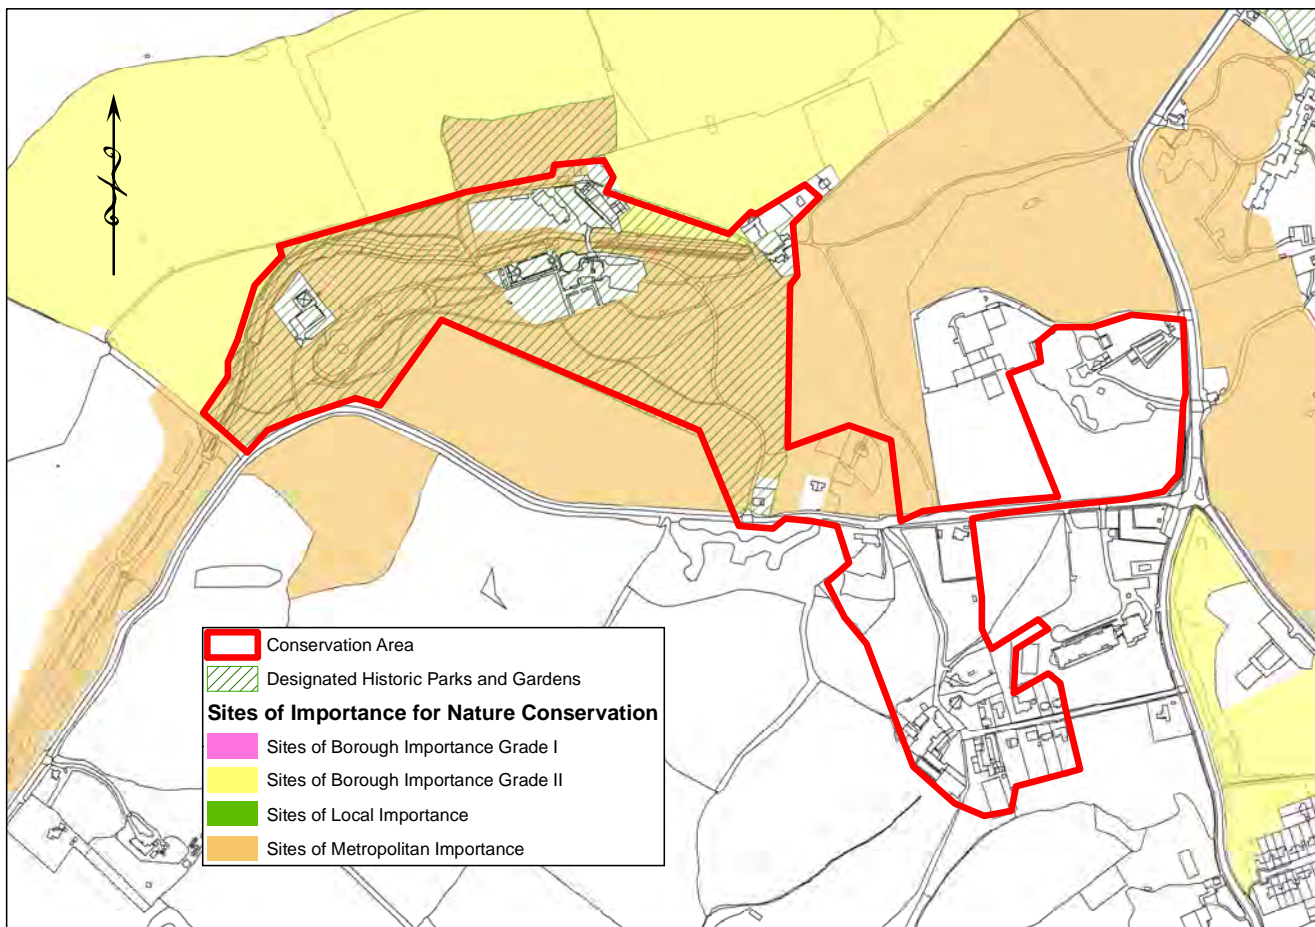 Conservation Area
Designated Historic Parks and Gardens
Sites of Importance for Nature Conservation
Sites of Borough Importance Grade I
Sites of Borough Importance Grade II
Sites of Local Importance
Sites of Metropolitan Importance